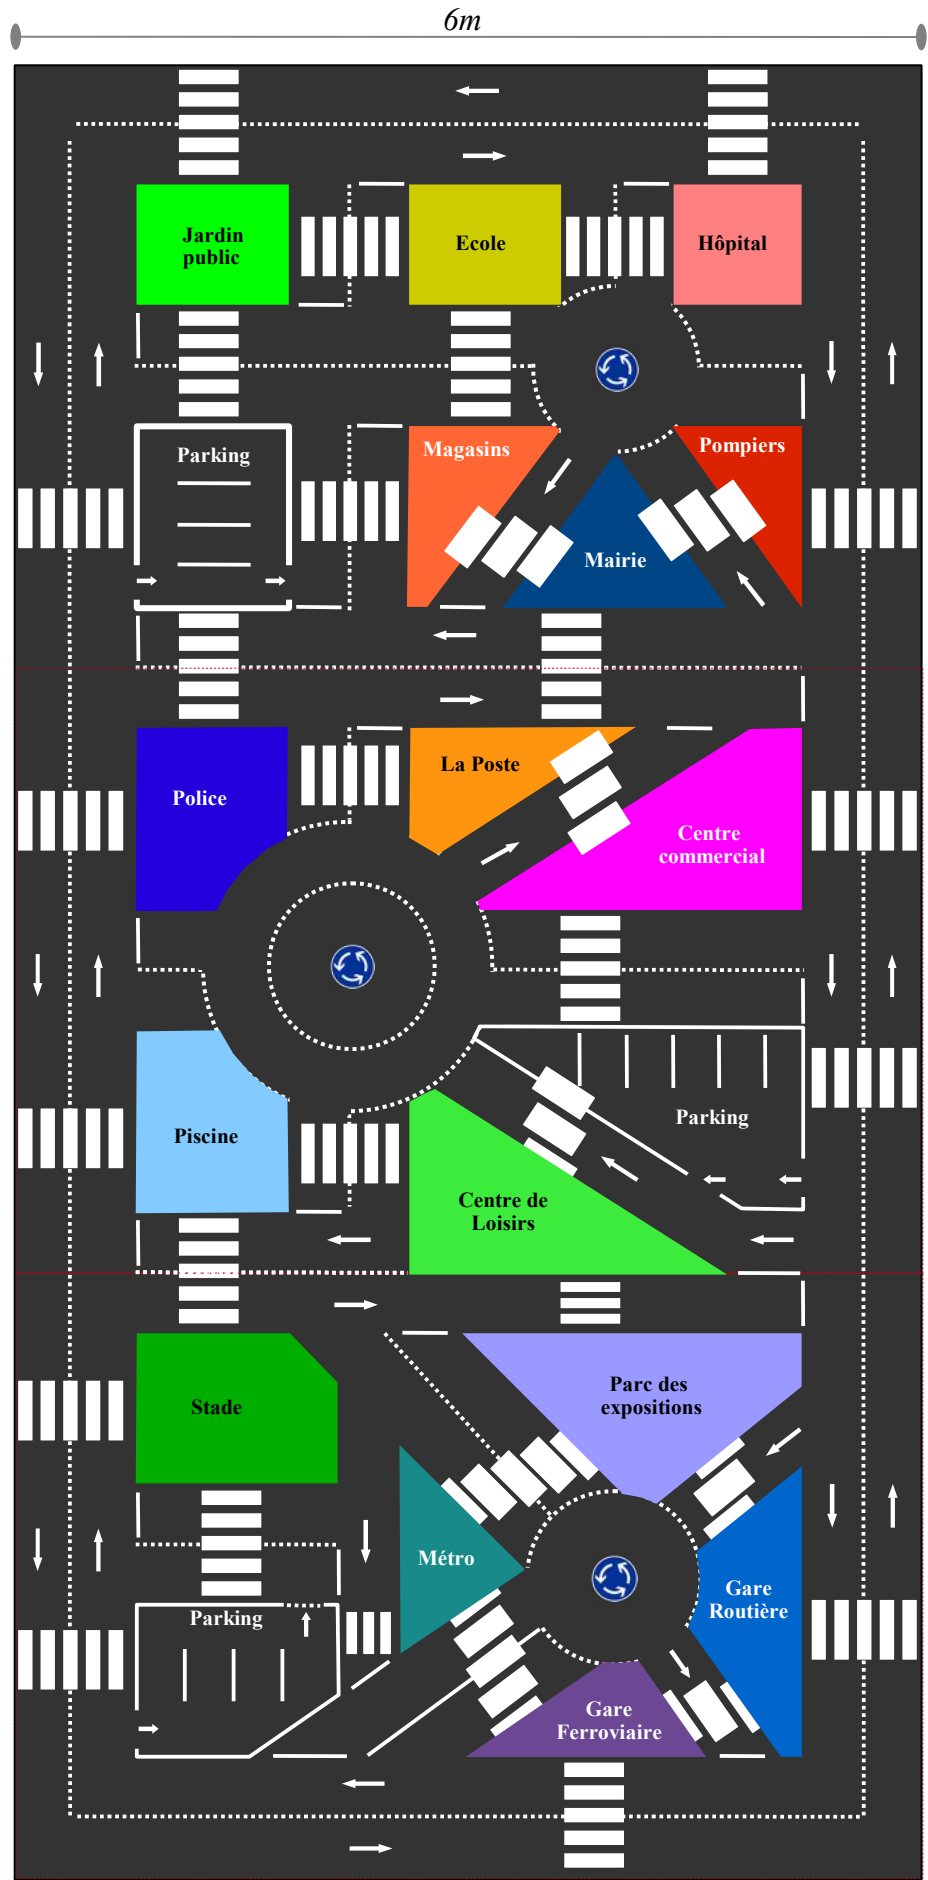 6m
Jardin
public
Ecole
Hôpital
Parking
Magasins
Pompiers
Mairie
Police
La Poste
Centre
commercial
Piscine
Parking
Centre de
Loisirs
Stade
Parc des
expositions
Métro
Gare
Routière
Parking
Gare
Ferroviaire